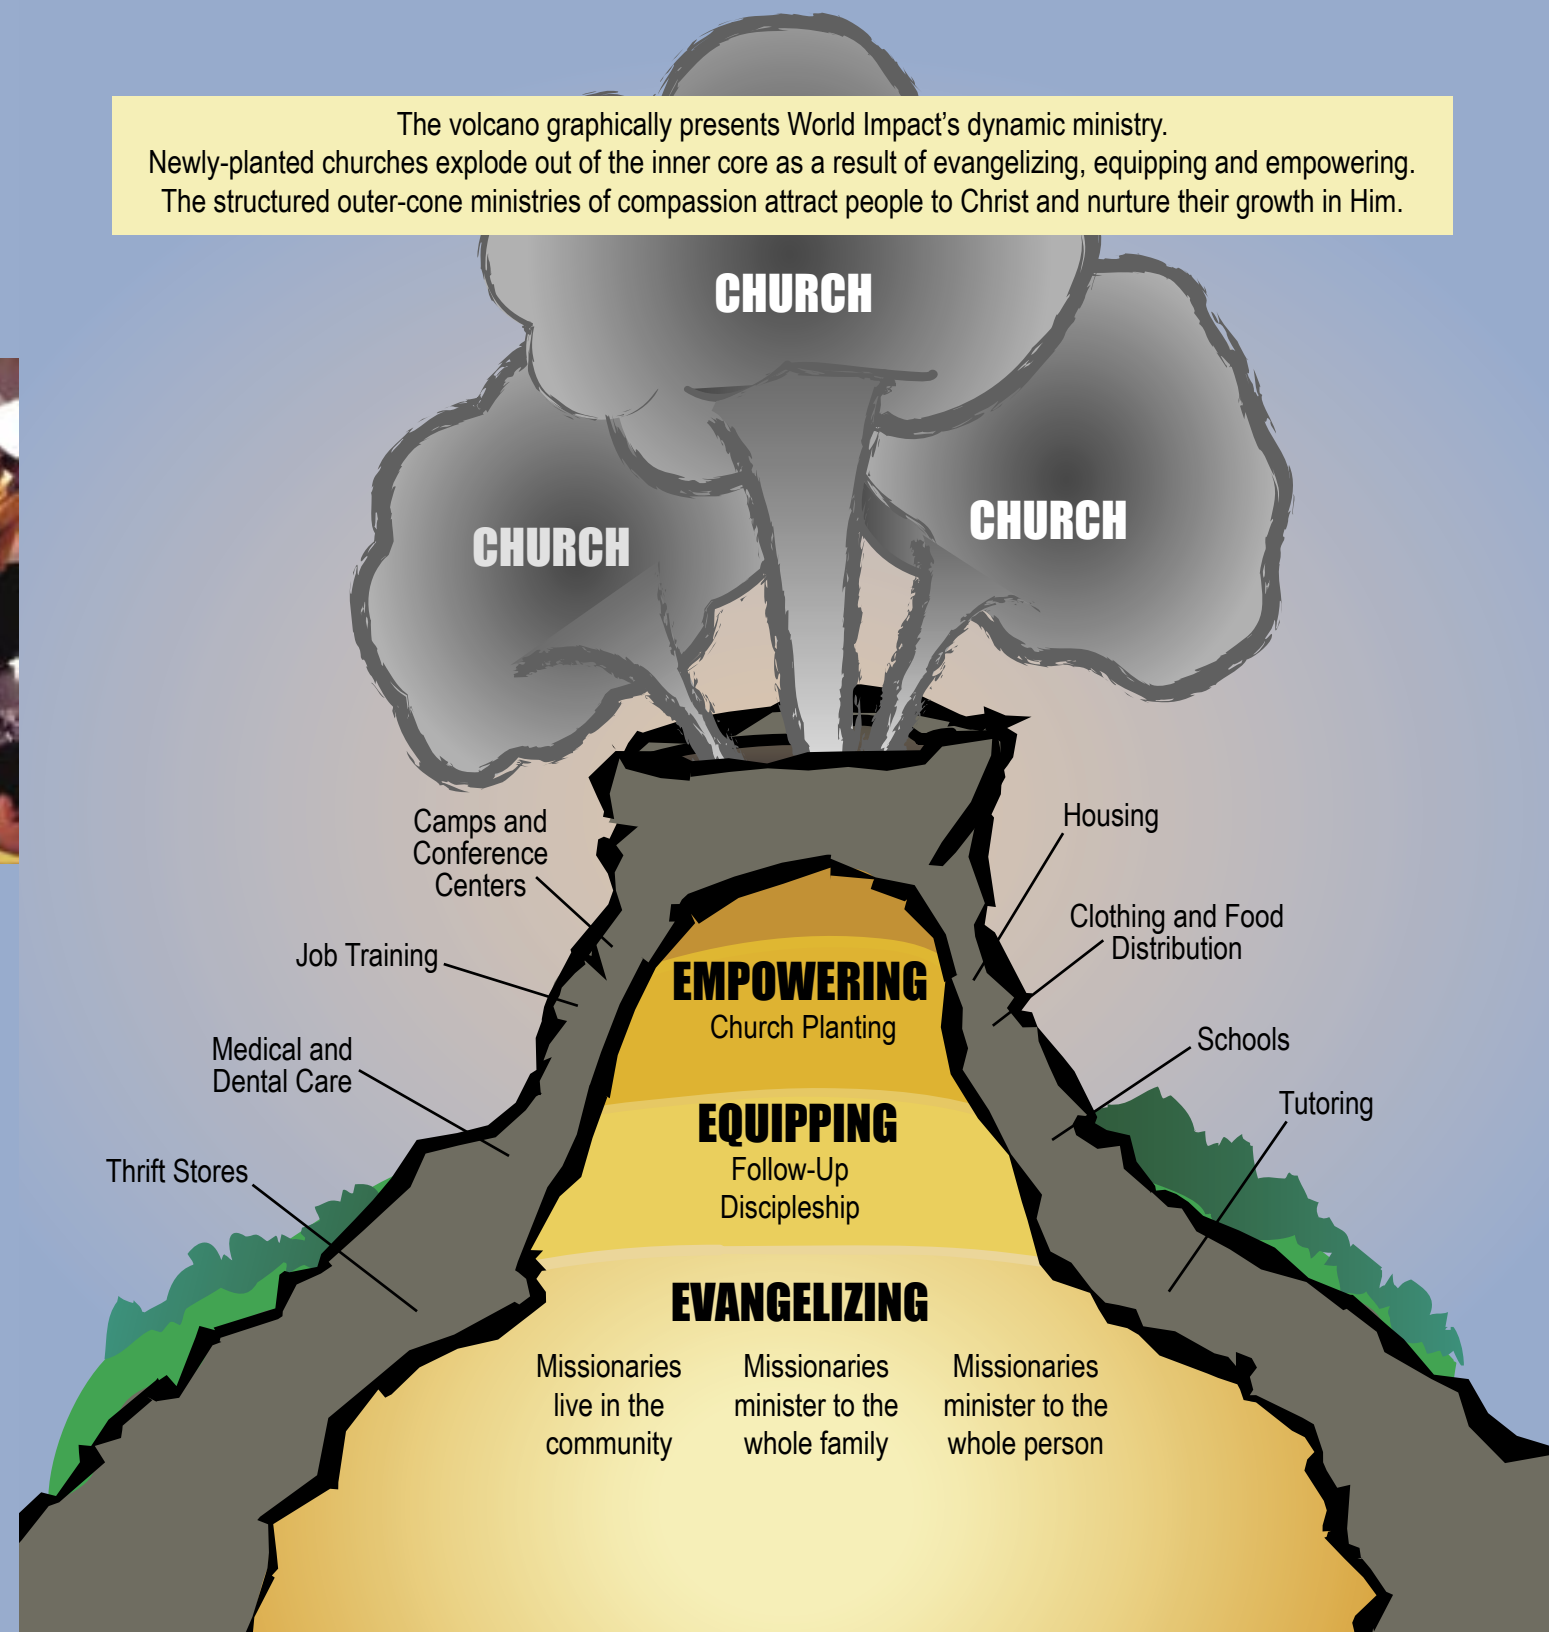 The volcano graphically presents World Impact’s dynamic ministry.
Newly-planted churches explode out of the inner core as a result of evangelizing, equipping and empowering.
The structured outer-cone ministries of compassion attract people to Christ and nurture their growth in Him.
CHURCH
CHURCH
CHURCH
Camps and
Conference
Centers
Job Training
Medical and
Dental Care
Thrift Stores
Housing
Clothing and Food
Distribution
Schools
Tutoring
EMPOWERING
Church Planting
EQUIPPING
Follow-Up
Discipleship
EVANGELIZING
Missionaries
live in the
community
Missionaries
minister to the
whole family
Missionaries
minister to the
whole person